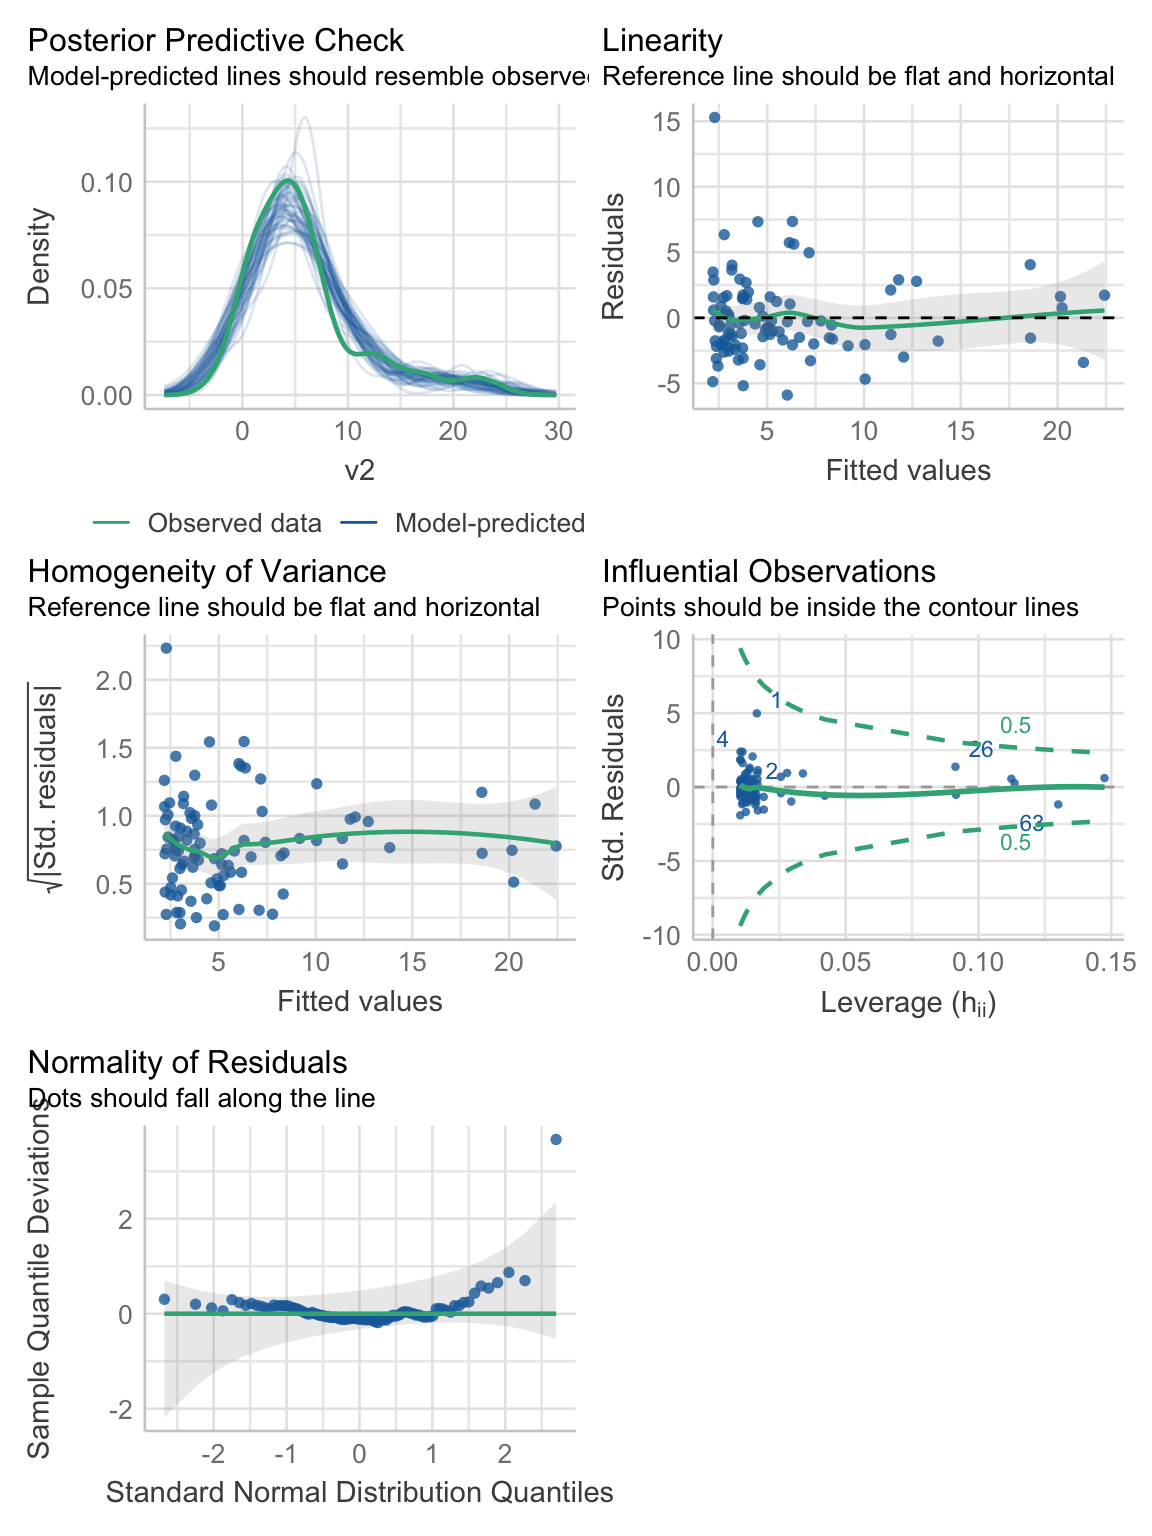 Posterior Predictive Check
Model-predicted lines should resemble observe
Density
0.10
0.05
0.00
0
10
20
30
v2
Observed data
Model-predicted
Linearity
Reference line should be flat and horizontal
Residuals
15
10
5
0
-5
5
10
15
20
Fitted values
Homogeneity of Variance
Reference line should be flat and horizontal
√|Std. residuals|
2.0
1.5
1.0
0.5
5
10
15
20
Fitted values
Influential Observations
Points should be inside the contour lines
Std. Residuals
10
5
0
-5
-10
1
4
2
26
63
0.5
0.5
0.00
0.05
0.10
0.15
Leverage (hᵢᵢ)
Normality of Residuals
Dots should fall along the line
Sample Quantile Deviations
2
0
-2
-2
-1
0
1
2
Standard Normal Distribution Quantiles